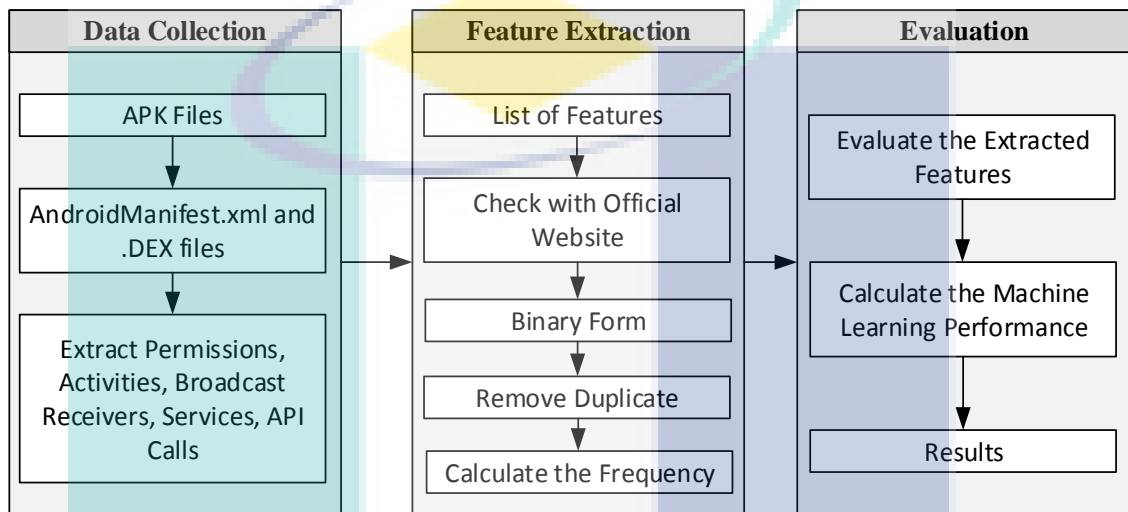 Data Collection
APK Files
AndroidManifest.xml and
.DEX files
Extract Permissions,
Activities, Broadcast
Receivers, Services, API
Calls
Feature Extraction
List of Features
Check with Official
Website
Binary Form
Remove Duplicate
Calculate the Frequency
Evaluation
Evaluate the Extracted
Features
Calculate the Machine
Learning Performance
Results